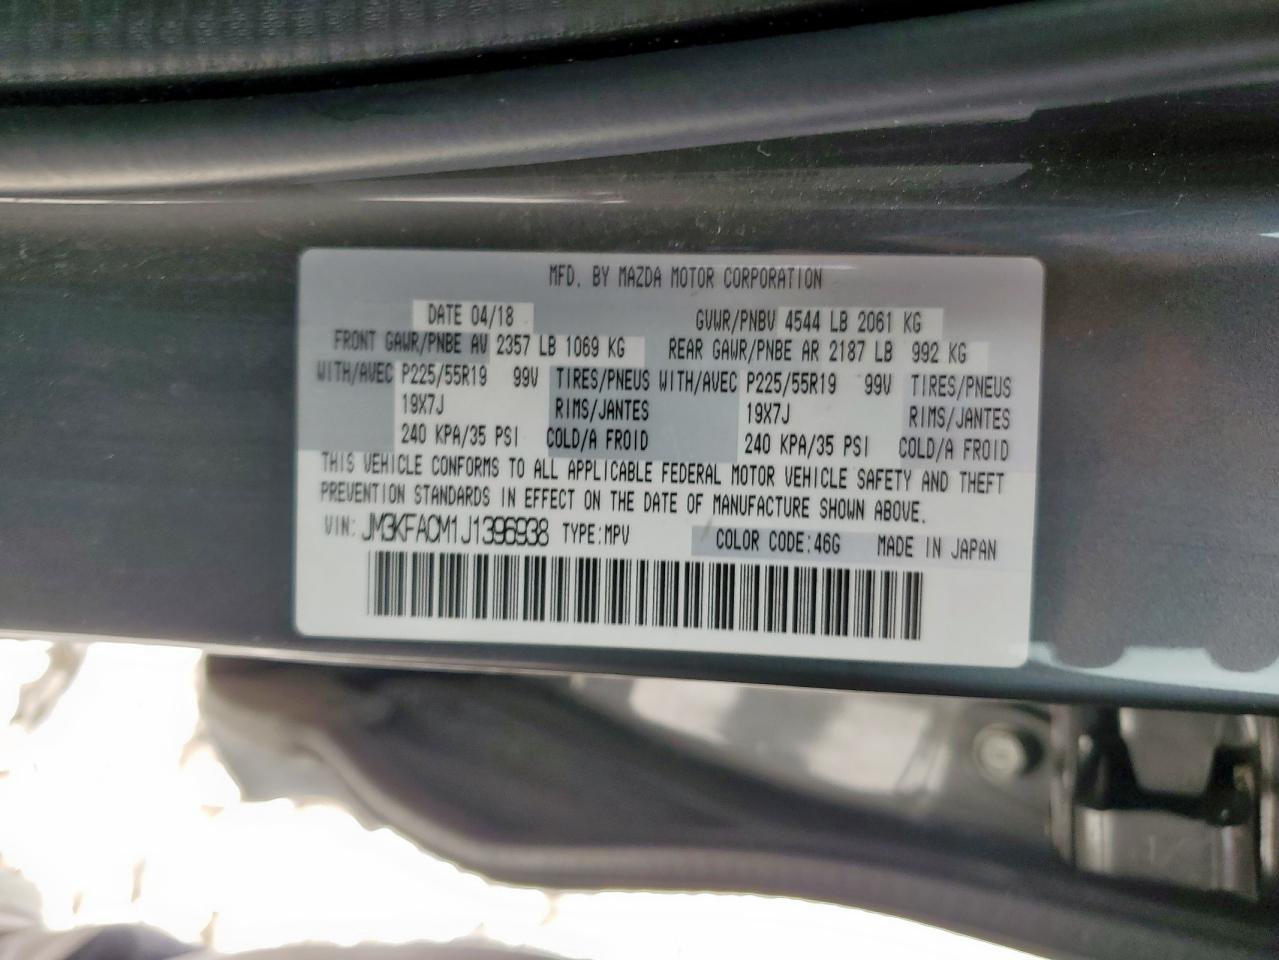 MFD. BY MAZDA MOTOR CORPORATION
DATE 04/18 GVWR/PNBV 4544 LB 2061 KG
FRONT GAWR/PNBE AV 2357 LB 1069 KG REAR GAWR/PNBE AR 2187 LB 992 KG
WITH/AVEC P225/55R19 99V TIRES/PNEUS WITH/AVEC P225/55R19 99V TIRES/PNEUS
19X7J RIMS/JANTES 19X7J RIMS/JANTES
240 KPA/35 PSI COLD/A FROID 240 KPA/35 PSI COLD/A FROID
THIS VEHICLE CONFORMS TO ALL APPLICABLE FEDERAL MOTOR VEHICLE SAFETY AND THEFT
PREVENTION STANDARDS IN EFFECT ON THE DATE OF MANUFACTURE SHOWN ABOVE.
VIN: JM3KFACM1J1396938 TYPE:MPV COLOR CODE:46G MADE IN JAPAN